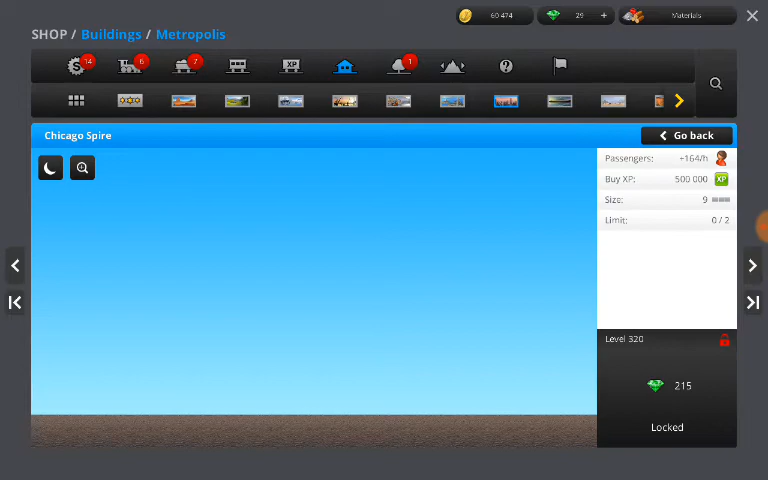 60 474
29 +
Materials
SHOP / Buildings / Metropolis
14
6
7
XP
1
Chicago Spire
Go back
Passengers: +164/h
Buy XP: 500 000 XP
Size: 9
Limit: 0 / 2
Level 320
215
Locked